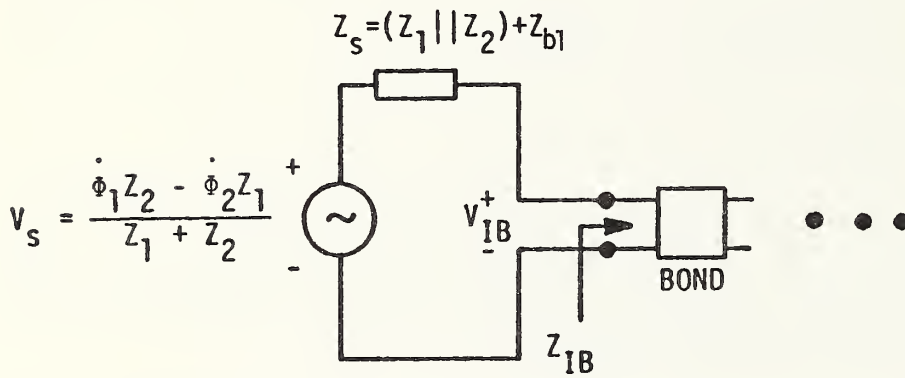 Z_s=(Z_1||Z_2)+Z_b1
V_s = (Φ̇_1Z_2 - Φ̇_2Z_1) / (Z_1 + Z_2)
+
~
-
V_IB
+
-
BOND
Z_IB